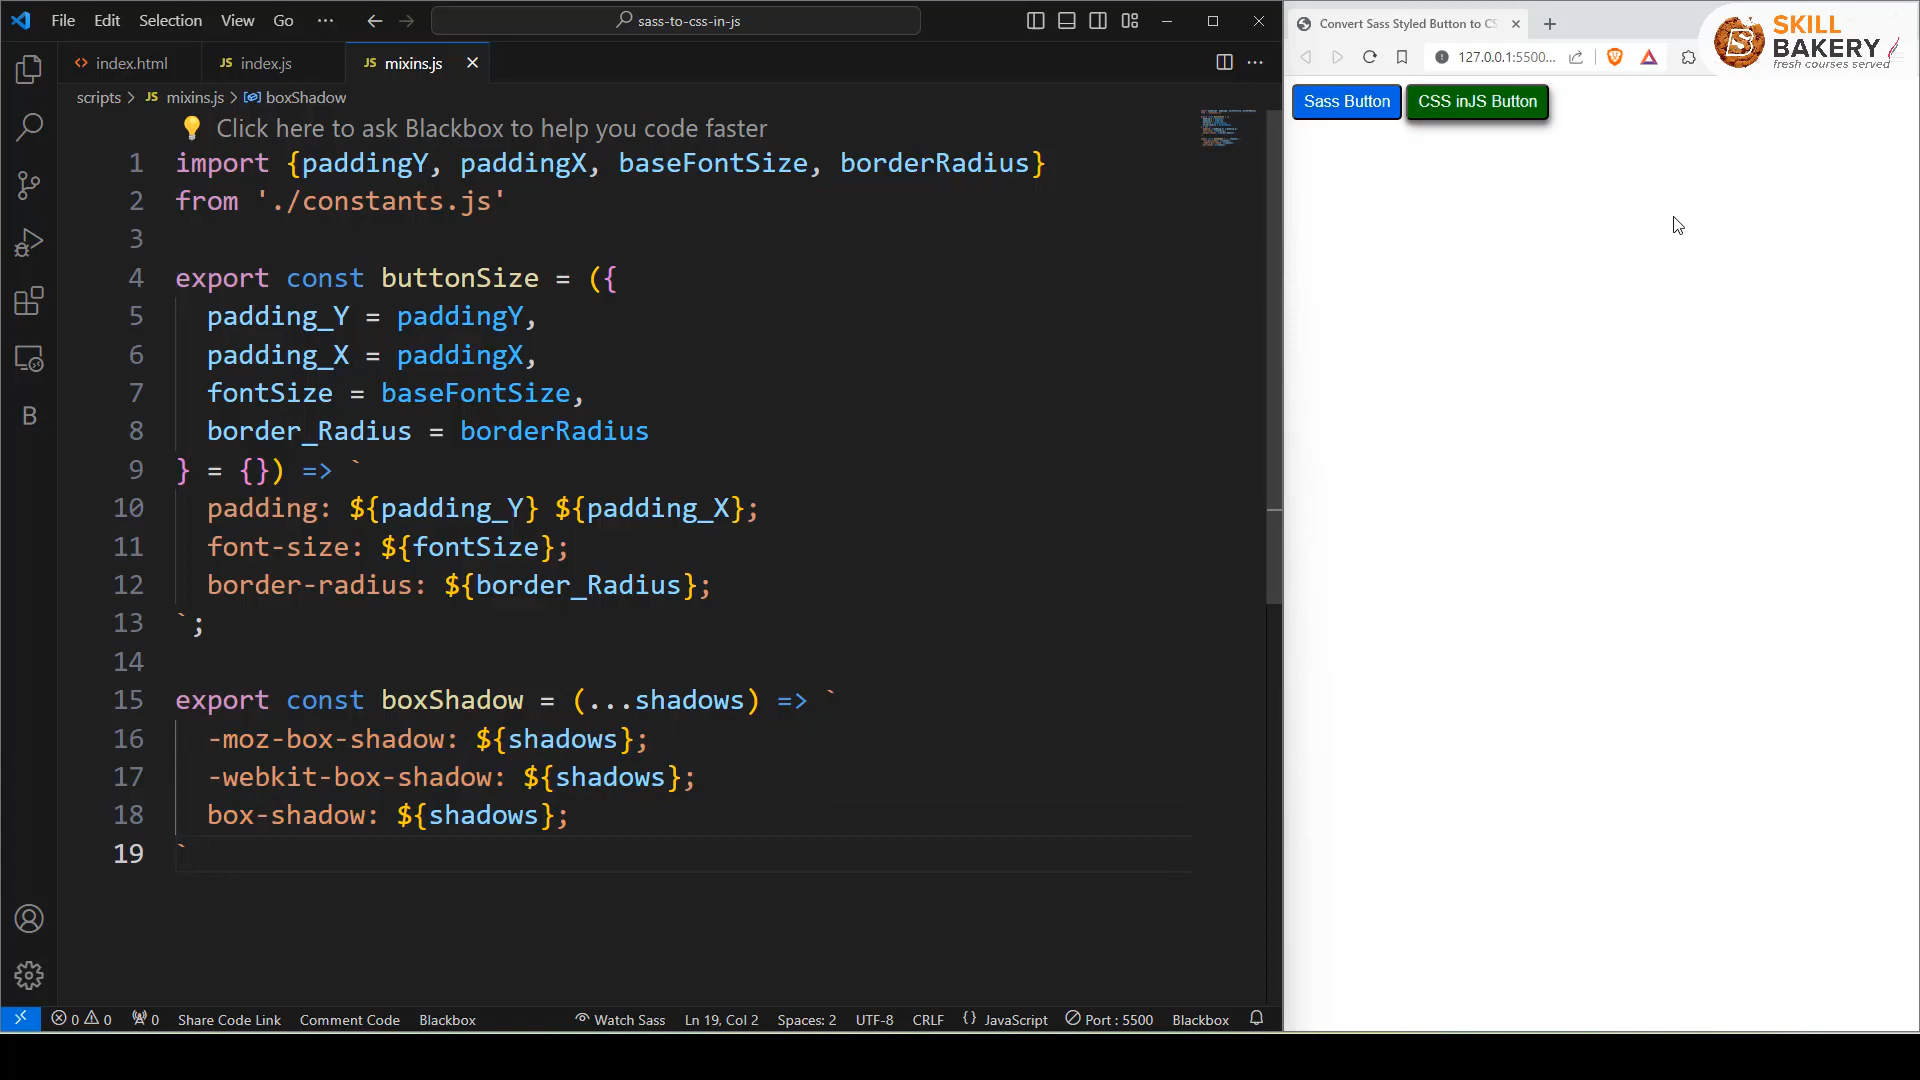 File Edit Selection View Go ··· sass-to-css-in-js
index.html JS index.js JS mixins.js
scripts > JS mixins.js > boxShadow
Click here to ask Blackbox to help you code faster
1 import {paddingY, paddingX, baseFontSize, borderRadius}
2 from './constants.js'
3
4 export const buttonSize = ({
5 padding_Y = paddingY,
6 padding_X = paddingX,
7 fontSize = baseFontSize,
8 border_Radius = borderRadius
9 } = {}) => `
10 padding: ${padding_Y} ${padding_X};
11 font-size: ${fontSize};
12 border-radius: ${border_Radius};
13 `;
14
15 export const boxShadow = (...shadows) => `
16 -moz-box-shadow: ${shadows};
17 -webkit-box-shadow: ${shadows};
18 box-shadow: ${shadows};
19 `
B
0 0 0 Share Code Link Comment Code Blackbox Watch Sass Ln 19, Col 2 Spaces: 2 UTF-8 CRLF {} JavaScript Port : 5500 Blackbox
Convert Sass Styled Button to CS
127.0.0.1:5500...
SKILL
BAKERY
fresh courses served
Sass Button CSS inJS Button